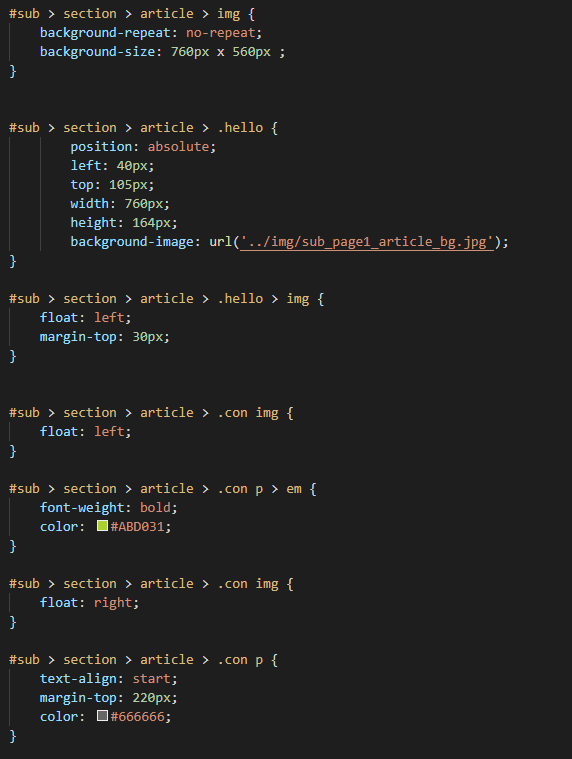 #sub > section > article > img {
background-repeat: no-repeat;
background-size: 760px x 560px ;
}
#sub > section > article > .hello {
position: absolute;
left: 40px;
top: 105px;
width: 760px;
height: 164px;
background-image: url('../img/sub_page1_article_bg.jpg');
}
#sub > section > article > .hello > img {
float: left;
margin-top: 30px;
}
#sub > section > article > .con img {
float: left;
}
#sub > section > article > .con p > em {
font-weight: bold;
color: #ABD031;
}
#sub > section > article > .con img {
float: right;
}
#sub > section > article > .con p {
text-align: start;
margin-top: 220px;
color: #666666;
}